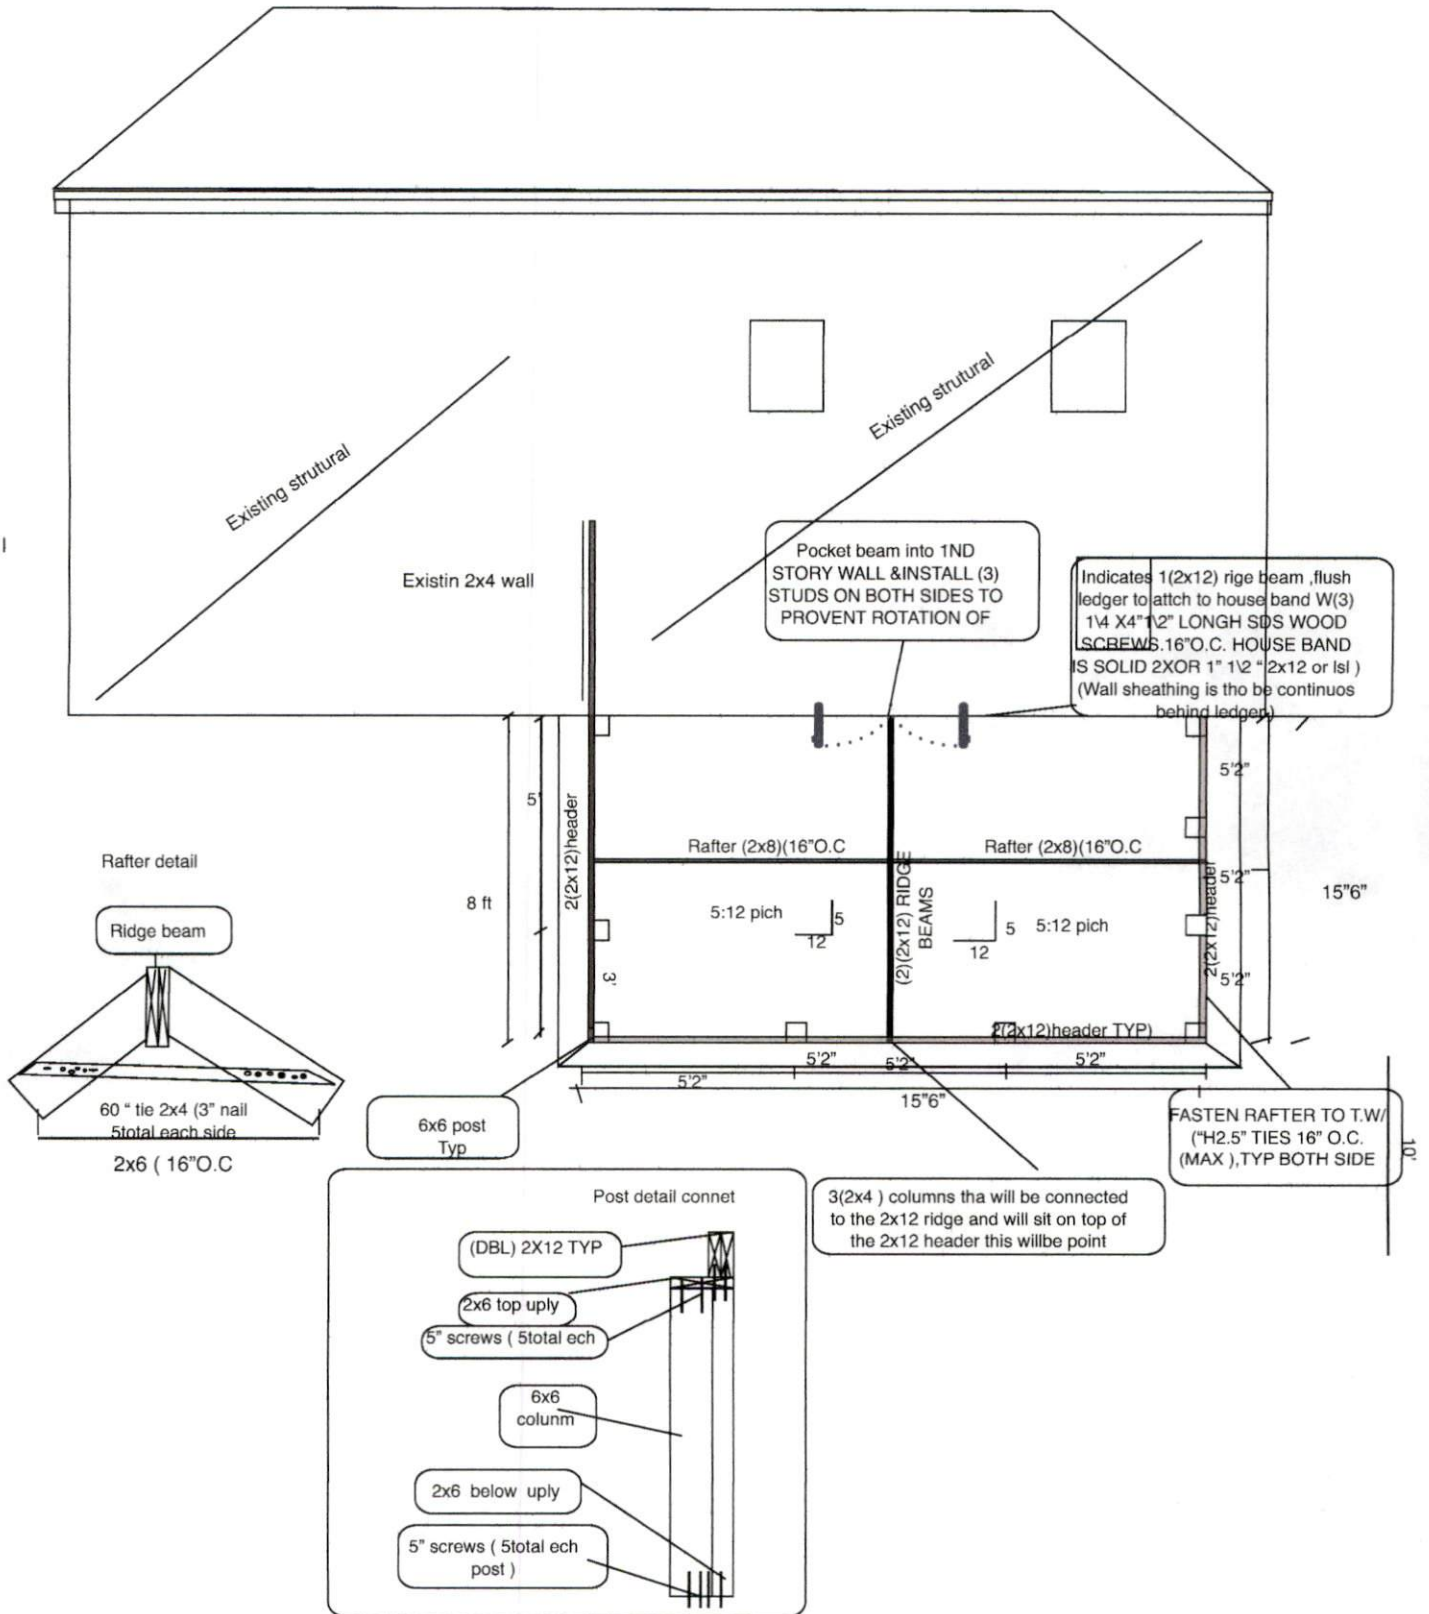 Existing strutural
Existing strutural
Existin 2x4 wall
Pocket beam into 1ND
STORY WALL &INSTALL (3)
STUDS ON BOTH SIDES TO
PROVENT ROTATION OF
Indicates 1(2x12) rige beam ,flush
ledger to attch to house band W(3)
1\4 X4"1\2" LONGH SDS WOOD
SCREWS.16"O.C. HOUSE BAND
IS SOLID 2XOR 1" 1\2 " 2x12 or lsl )
(Wall sheathing is tho be continuos
behind ledger)
5'
8 ft
3'
2(2x12)header
Rafter (2x8)(16"O.C
Rafter (2x8)(16"O.C
5:12 pich
5
12
(2)(2x12) RIDGE
BEAMS
5
12
5:12 pich
2(2x12)header
5'2"
5'2"
5'2"
15"6"
2(2x12)header TYP)
5'2"
5'2"
5'2"
5'2"
15"6"
Rafter detail
Ridge beam
60 " tie 2x4 (3" nail
5total each side
2x6 ( 16"O.C
6x6 post
Typ
FASTEN RAFTER TO T.W/
("H2.5" TIES 16" O.C.
(MAX ),TYP BOTH SIDE
10'
3(2x4 ) columns tha will be connected
to the 2x12 ridge and will sit on top of
the 2x12 header this willbe point
Post detail connet
(DBL) 2X12 TYP
2x6 top uply
5" screws ( 5total ech
6x6
colunm
2x6 below uply
5" screws ( 5total ech
post )